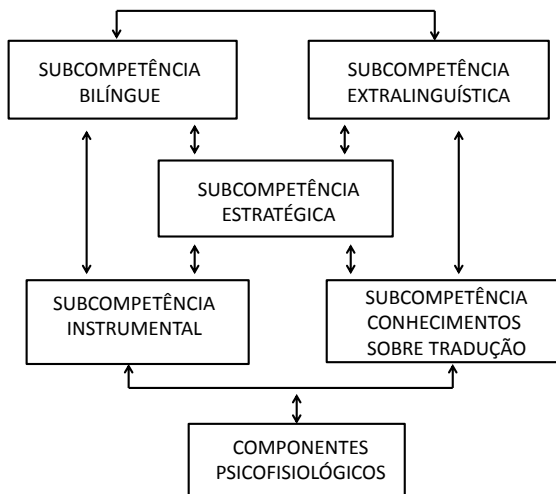 SUBCOMPETÊNCIA
BILÍNGUE
SUBCOMPETÊNCIA
EXTRALINGUÍSTICA
SUBCOMPETÊNCIA
ESTRATÉGICA
SUBCOMPETÊNCIA
INSTRUMENTAL
SUBCOMPETÊNCIA
CONHECIMENTOS
SOBRE TRADUÇÃO
COMPONENTES
PSICOFISIOLÓGICOS